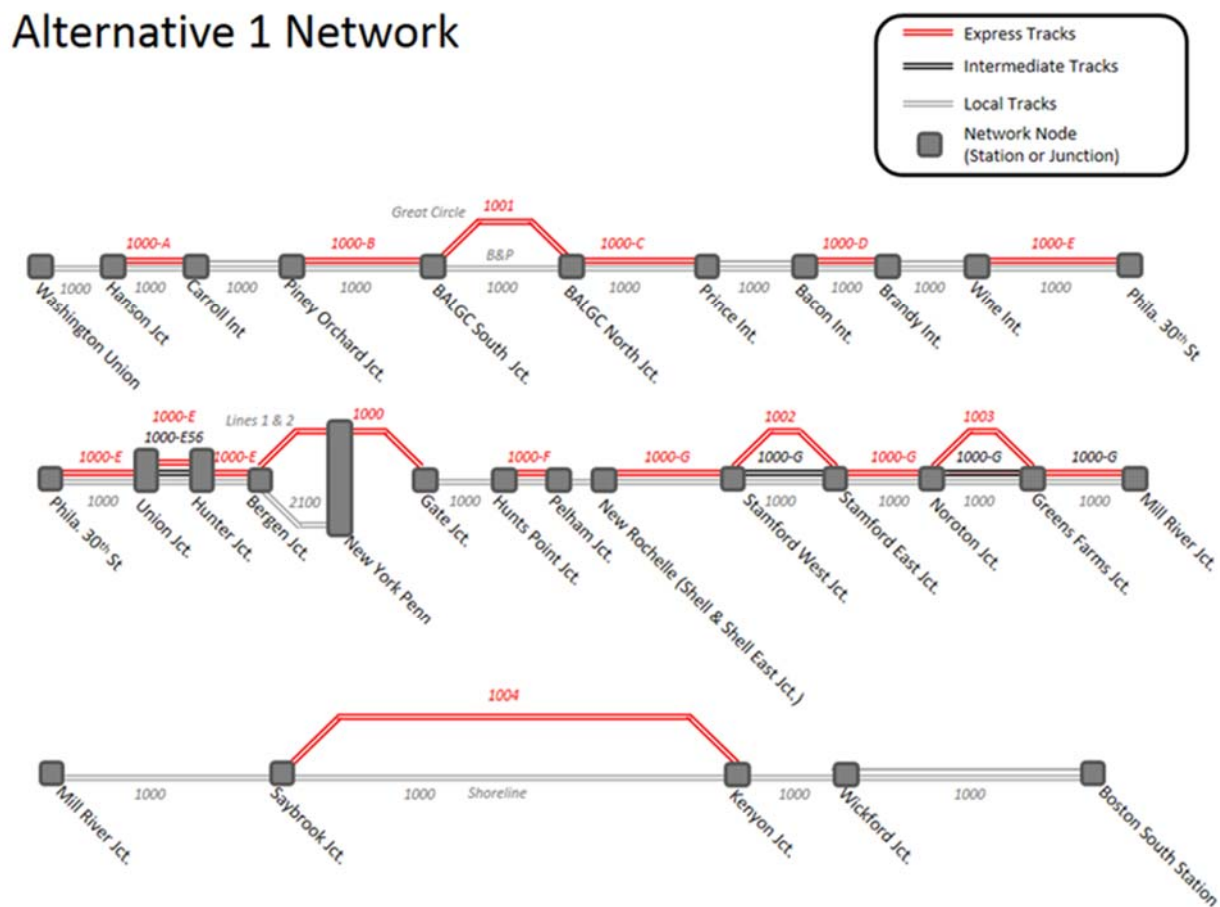 Alternative 1 Network
Express Tracks
Intermediate Tracks
Local Tracks
Network Node
(Station or Junction)
Great Circle
1001
1000-A
1000-B
B&P
1000-C
1000-D
1000-E
1000
1000
1000
1000
1000
1000
1000
1000
1000
Washington Union
Hanson Jct
Carroll Int
Piney Orchard Jct.
BALGC South Jct.
BALGC North Jct.
Prince Int.
Bacon Int.
Brandy Int.
Wine Int.
Phila. 30th St
1000-E
1000-E56
Lines 1 & 2
1000
1002
1003
1000-E
1000-E
1000-F
1000-G
1000-G
1000-G
1000-G
1000-G
1000
2100
1000
1000
1000
1000
Phila. 30th St
Union Jct.
Hunter Jct.
Bergen Jct.
New York Penn
Gate Jct.
Hunts Point Jct.
Pelham Jct.
New Rochelle (Shell & Shell East Jct.)
Stamford West Jct.
Stamford East Jct.
Noroton Jct.
Greens Farms Jct.
Mill River Jct.
1004
1000
1000
Shoreline
1000
1000
Mill River Jct.
Saybrook Jct.
Kenyon Jct.
Wickford Jct.
Boston South Station